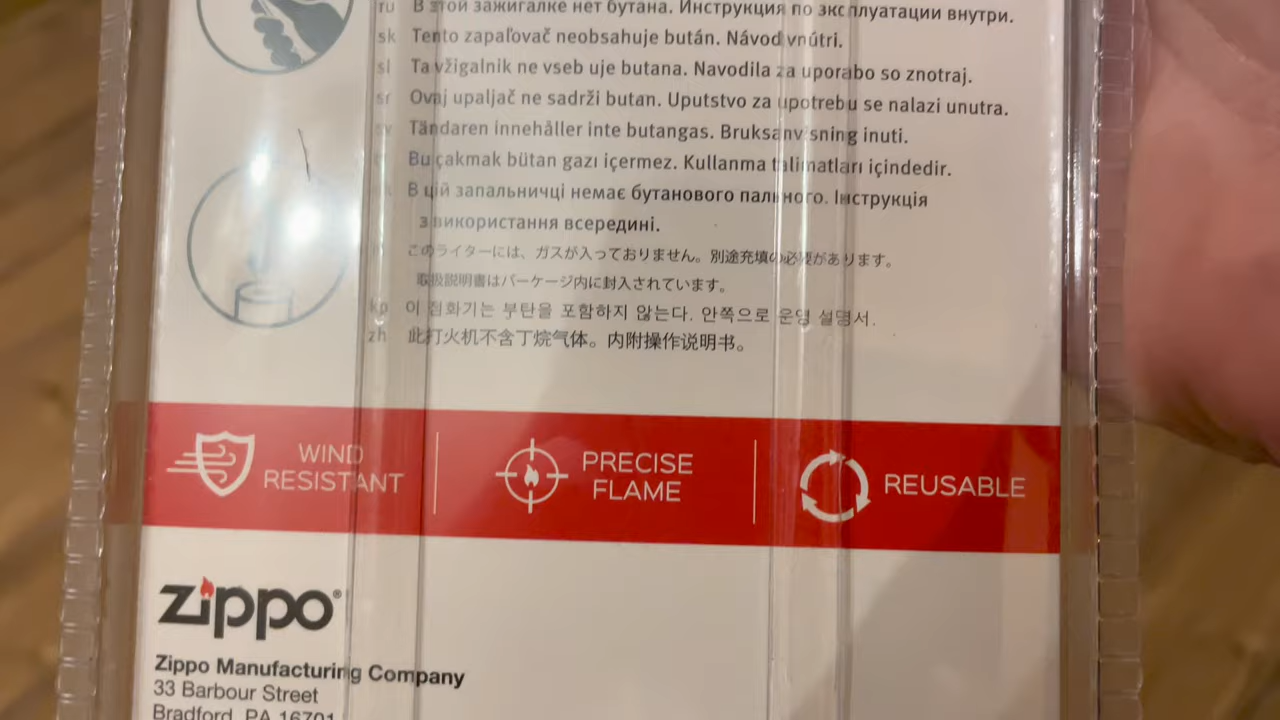 ru В этой зажигалке нет бутана. Инструкция по эксплуатации внутри.
sk Tento zapaľovač neobsahuje bután. Návod vnútri.
sl Ta vžigalnik ne vsebuje butana. Navodila za uporabo so znotraj.
sr Ovaj upaljač ne sadrži butan. Uputstvo za upotrebu se nalazi unutra.
sv Tändaren innehåller inte butangas. Bruksanvisning inuti.
Bu çakmak bütan gazı içermez. Kullanma talimatları içindedir.
В цій запальничці немає бутанового пального. Інструкція
з використання всередині.
このライターには、ガスが入っておりません。別途充填の必要があります。
取扱説明書はパーケージ内に封入されています。
kp 이 점화기는 부탄을 포함하지 않는다. 안쪽으로 운영 설명서.
zh 此打火机不含丁烷气体。内附操作说明书。
WIND
RESISTANT
PRECISE
FLAME
REUSABLE
zippo®
Zippo Manufacturing Company
33 Barbour Street
Bradford, PA 16701